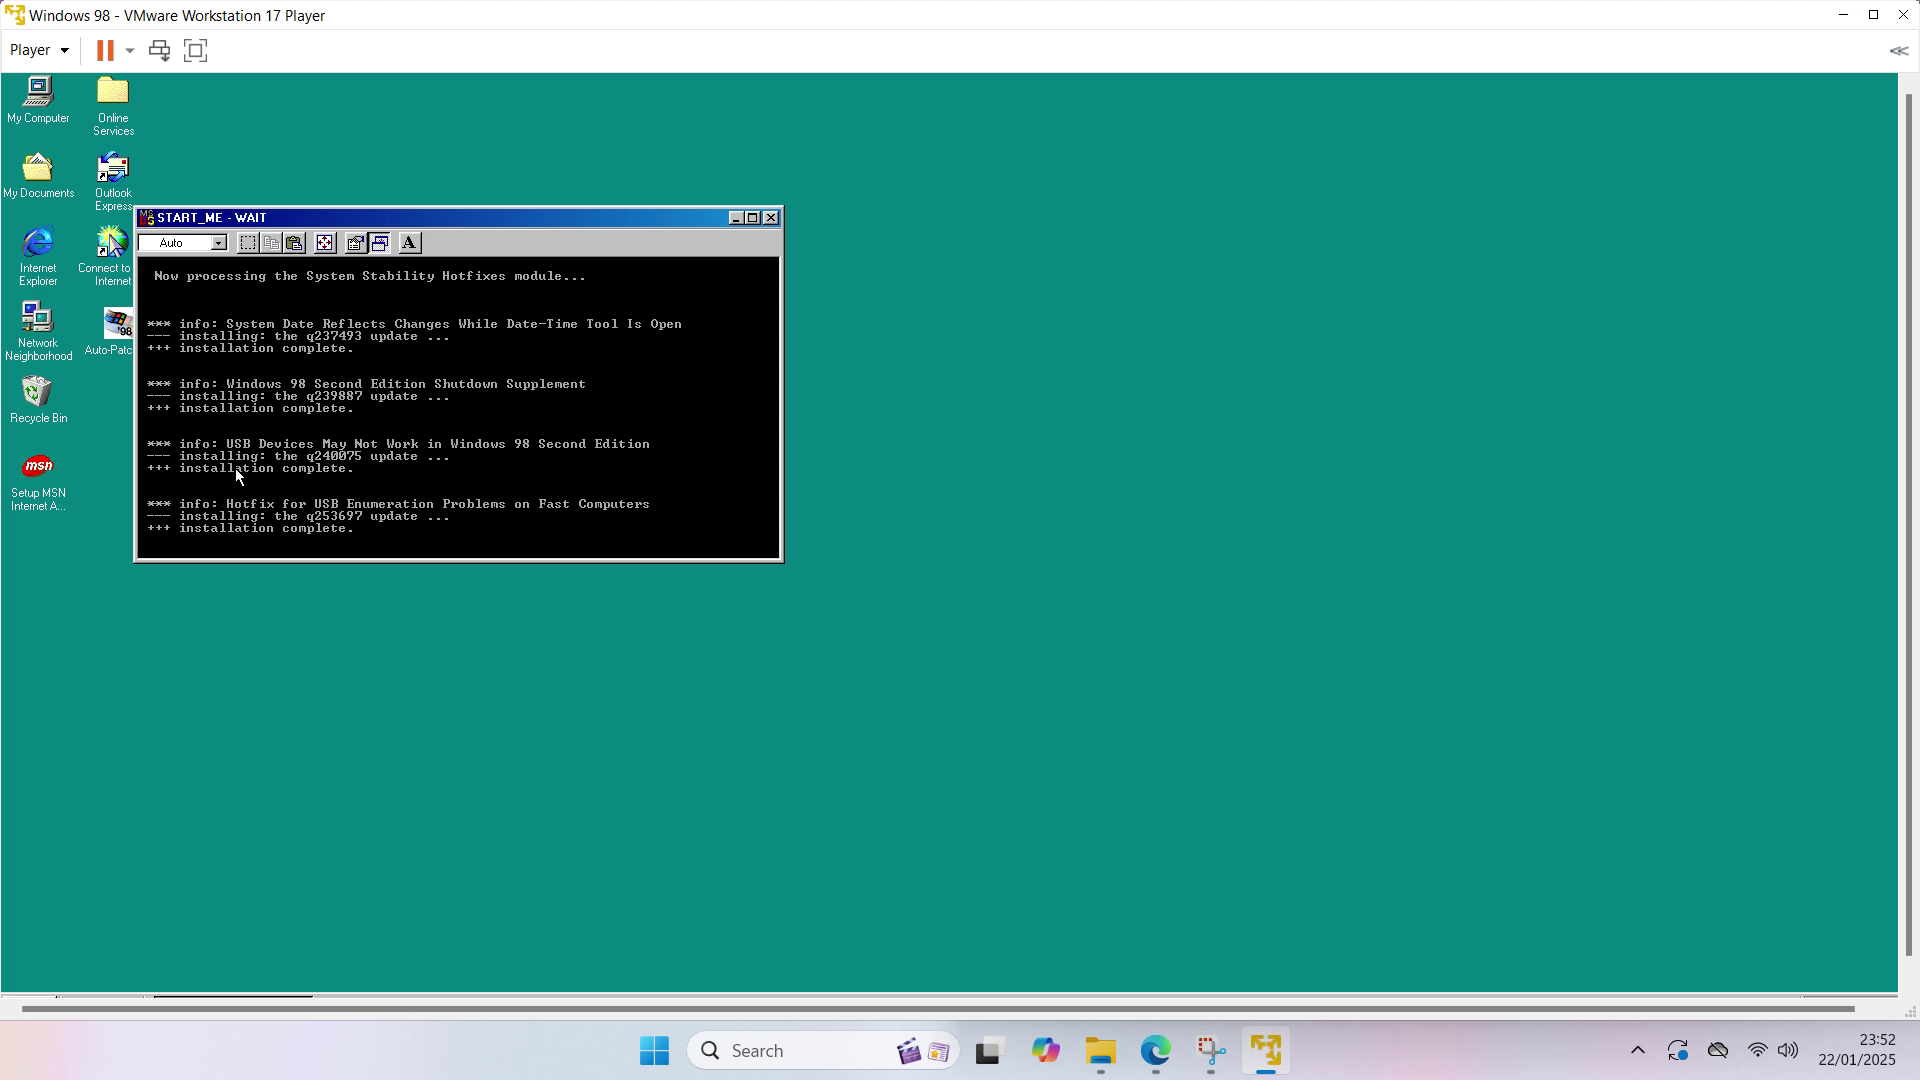 Windows 98 - VMware Workstation 17 Player
Player
My Computer
Online
Services
My Documents
Outlook
Express
Internet
Explorer
Connect to
Internet
Network
Neighborhood
Auto-Patc
98
Recycle Bin
msn
Setup MSN
Internet A...
START_ME - WAIT
Auto
A
Now processing the System Stability Hotfixes module...
*** info: System Date Reflects Changes While Date-Time Tool Is Open
--- installing: the q237493 update ...
+++ installation complete.
*** info: Windows 98 Second Edition Shutdown Supplement
--- installing: the q239887 update ...
+++ installation complete.
*** info: USB Devices May Not Work in Windows 98 Second Edition
--- installing: the q240075 update ...
+++ installation complete.
*** info: Hotfix for USB Enumeration Problems on Fast Computers
--- installing: the q253697 update ...
+++ installation complete.
Search
23:52
22/01/2025